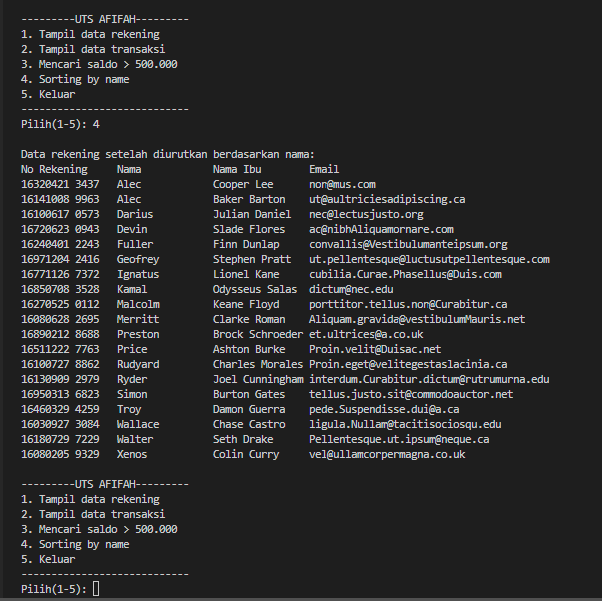 ---------UTS AFIFAH---------
1. Tampil data rekening
2. Tampil data transaksi
3. Mencari saldo > 500.000
4. Sorting by name
5. Keluar
----------------------------
Pilih(1-5): 4
Data rekening setelah diurutkan berdasarkan nama:
No Rekening     Nama            Nama Ibu        Email
16320421 3437   Alec            Cooper Lee      non@mus.com
16141008 9963   Alec            Baker Barton    ut@aultriciesadipiscing.ca
16100617 0573   Darius          Julian Daniel   nec@lectusjusto.org
16720623 0943   Devin           Slade Flores    ac@nibhAliquamornare.com
16240401 2243   Fuller          Finn Dunlap     convallis@Vestibulumanteipsum.org
16971204 2416   Geofrey         Stephen Pratt   ut.pellentesque@luctusutpellentesque.com
16771126 7372   Ignatus         Lionel Kane     cubilia.Curae.Phasellus@Duis.com
16850708 3528   Kamal           Odysseus Salas  dictum@nec.edu
16270525 0112   Malcolm         Keane Floyd     porttitor.tellus.non@Curabitur.ca
16080628 2695   Merritt         Clarke Roman    Aliquam.gravida@vestibulumMauris.net
16890212 8688   Preston         Brock Schroeder et.ultrices@a.co.uk
16511222 7763   Price           Ashton Burke    Proin.velit@Duisac.net
16100727 8862   Rudyard         Charles Morales Proin.eget@velitegestaslacinia.ca
16130909 2979   Ryder           Joel Cunningham interdum.Curabitur.dictum@rutrumurna.edu
16950313 6823   Simon           Burton Gates    tellus.justo.sit@commodoauctor.net
16460329 4259   Troy            Damon Guerra    pede.Suspendisse.dui@a.ca
16030927 3084   Wallace         Chase Castro    ligula.Nullam@tacitisociosqu.edu
16180729 7229   Walter          Seth Drake      Pellentesque.ut.ipsum@neque.ca
16080205 9329   Xenos           Colin Curry     vel@ullamcorpermagna.co.uk
---------UTS AFIFAH---------
1. Tampil data rekening
2. Tampil data transaksi
3. Mencari saldo > 500.000
4. Sorting by name
5. Keluar
----------------------------
Pilih(1-5):